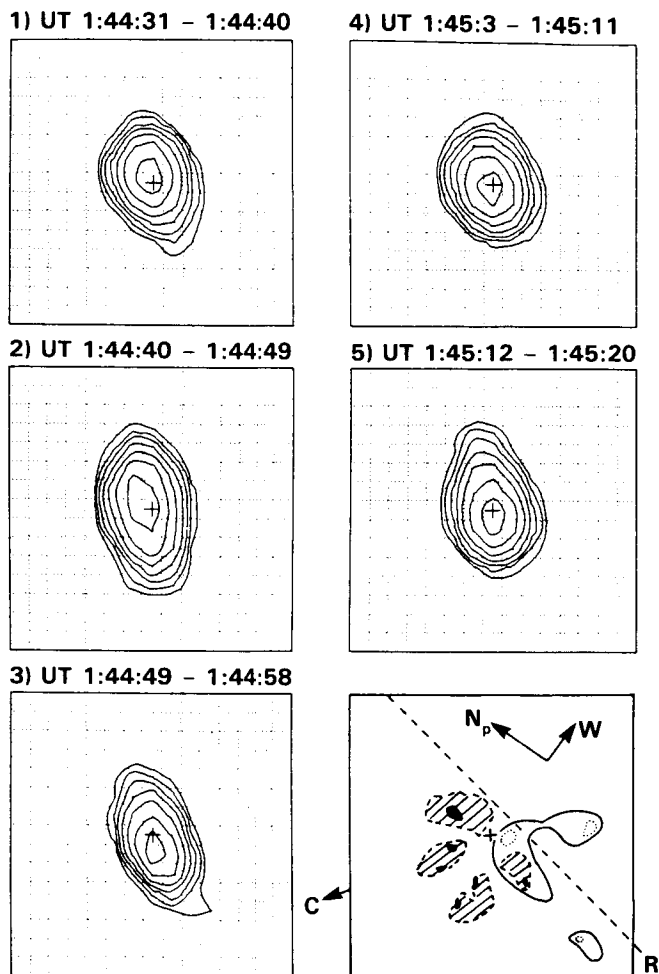 1) UT 1:44:31 – 1:44:40
4) UT 1:45:3 – 1:45:11
2) UT 1:44:40 – 1:44:49
5) UT 1:45:12 – 1:45:20
3) UT 1:44:49 – 1:44:58
Np
W
C
R